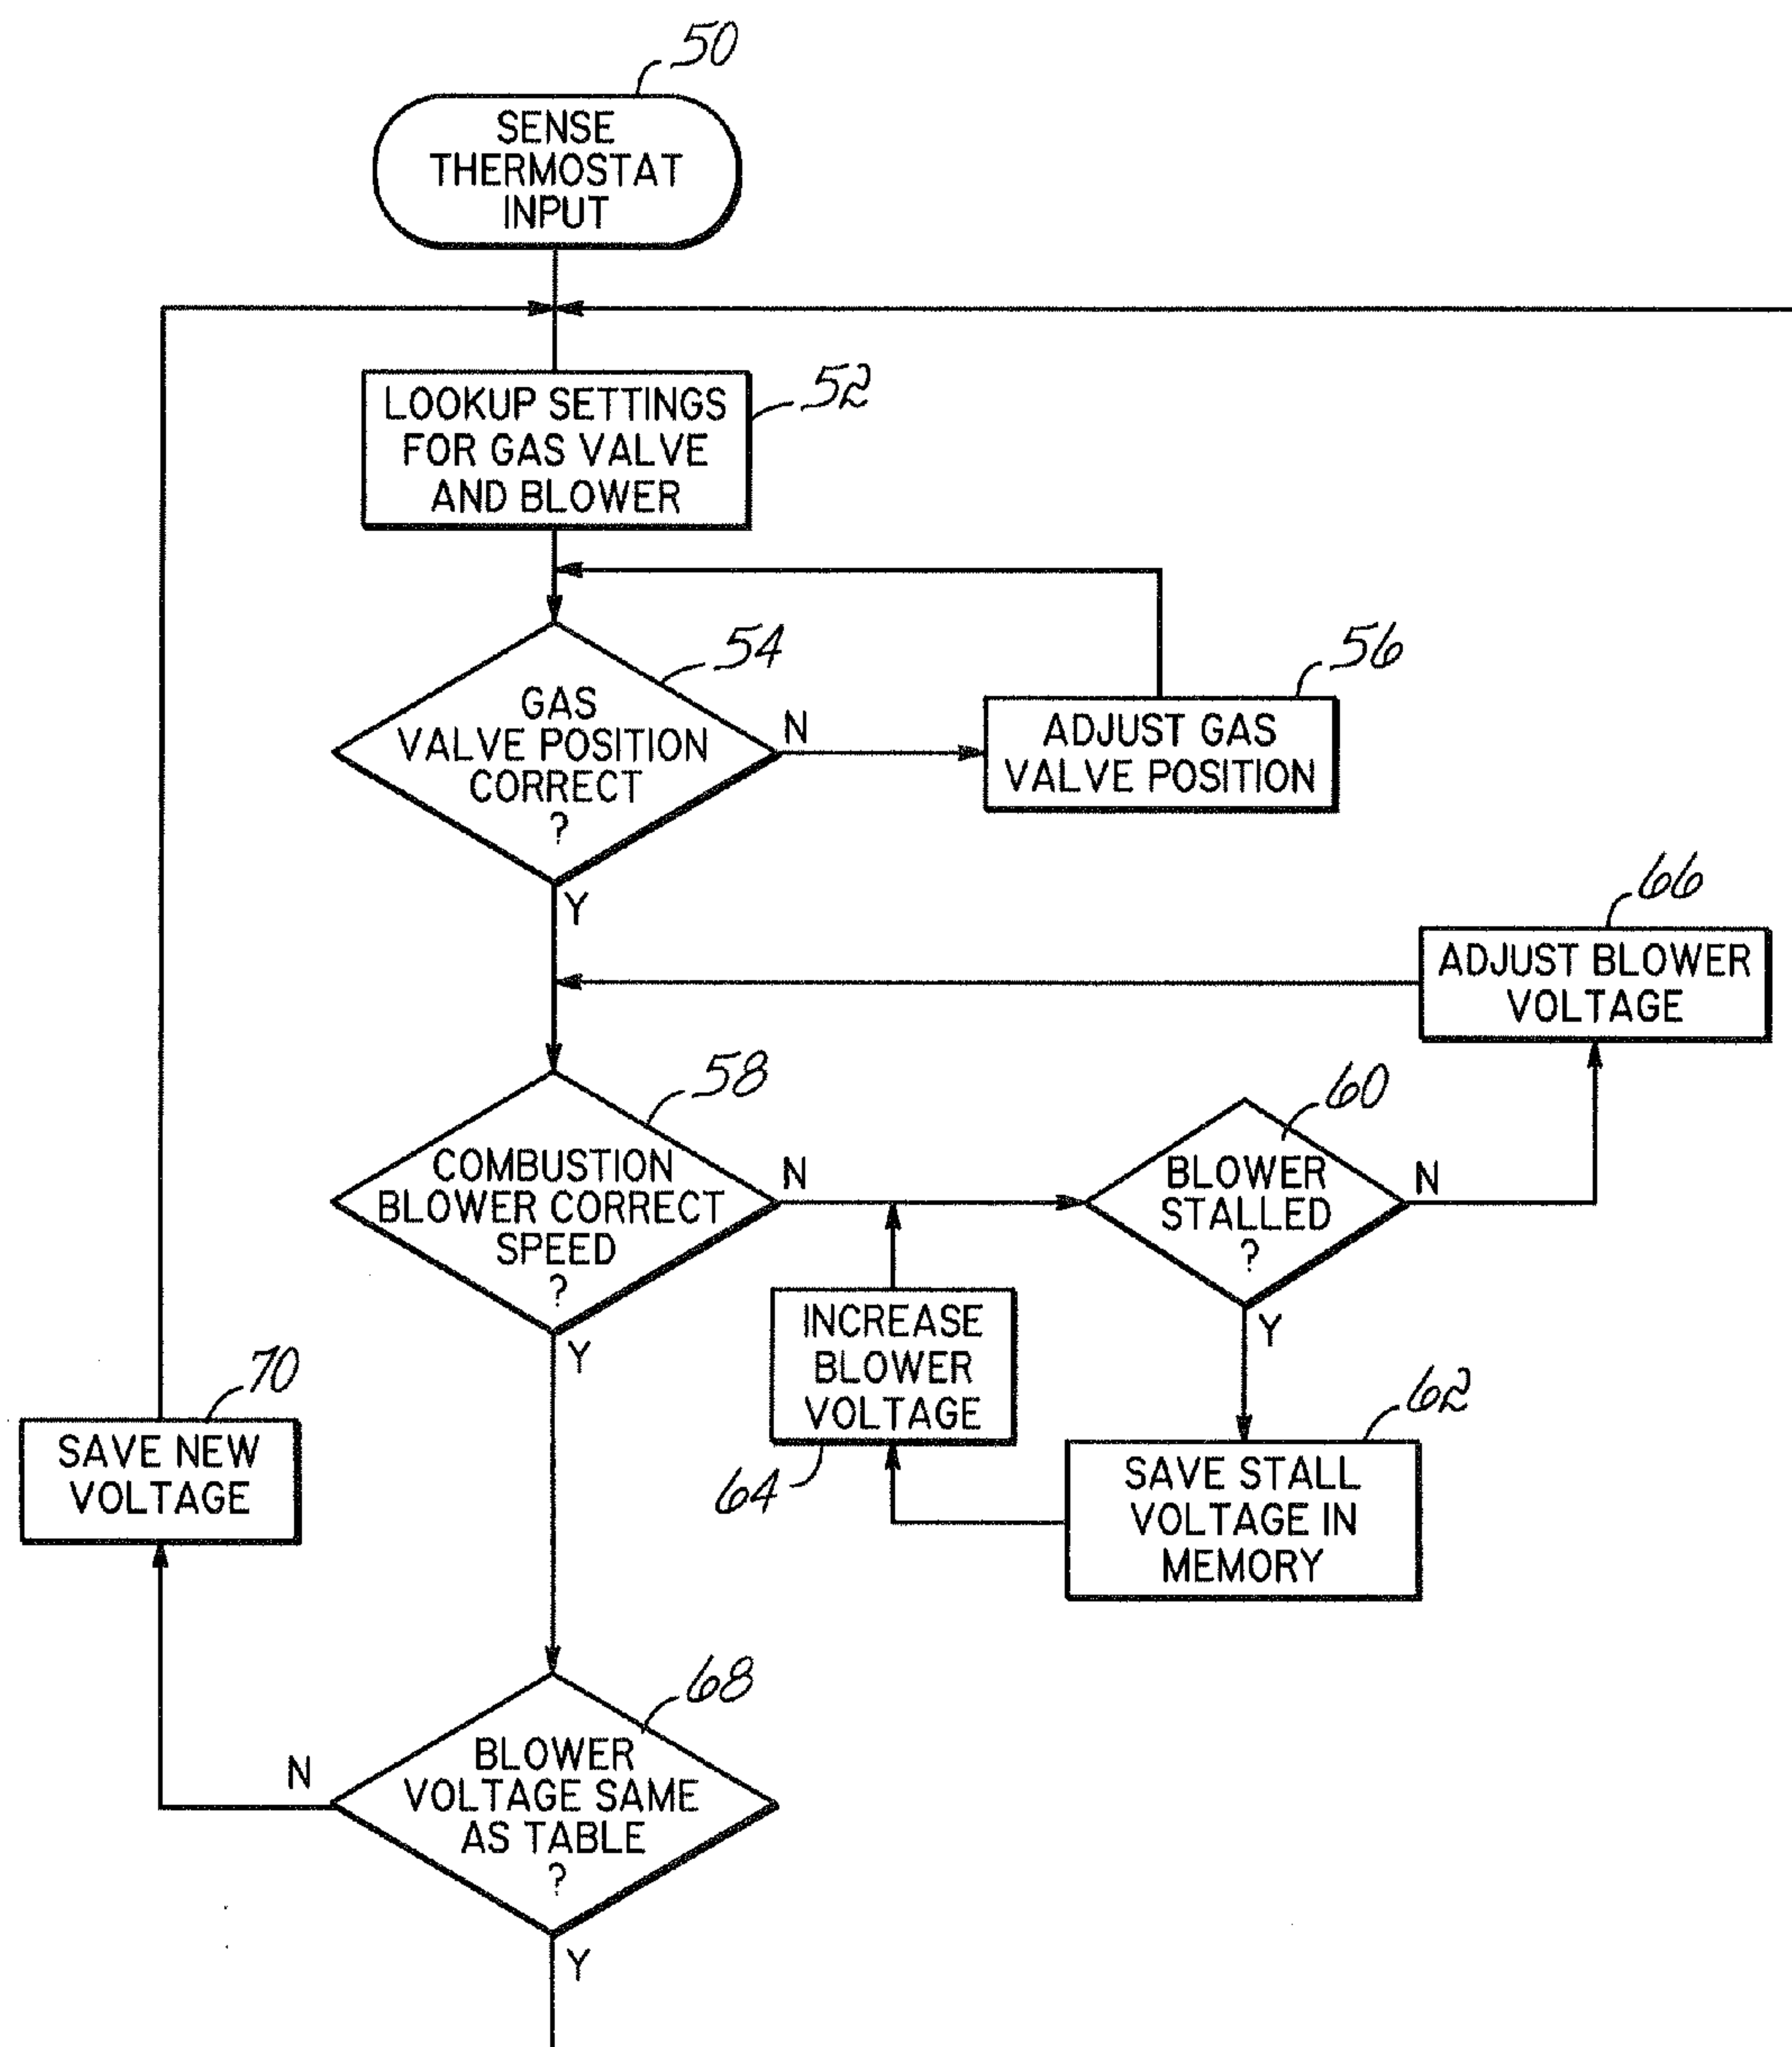 50
SENSE
THERMOSTAT
INPUT
52
LOOKUP SETTINGS
FOR GAS VALVE
AND BLOWER
54
GAS
VALVE POSITION
CORRECT
?
N
Y
56
ADJUST GAS
VALVE POSITION
66
ADJUST BLOWER
VOLTAGE
58
COMBUSTION
BLOWER CORRECT
SPEED
?
N
Y
60
BLOWER
STALLED
?
N
Y
INCREASE
BLOWER
VOLTAGE
64
62
SAVE STALL
VOLTAGE IN
MEMORY
70
SAVE NEW
VOLTAGE
68
BLOWER
VOLTAGE SAME
AS TABLE
?
N
Y